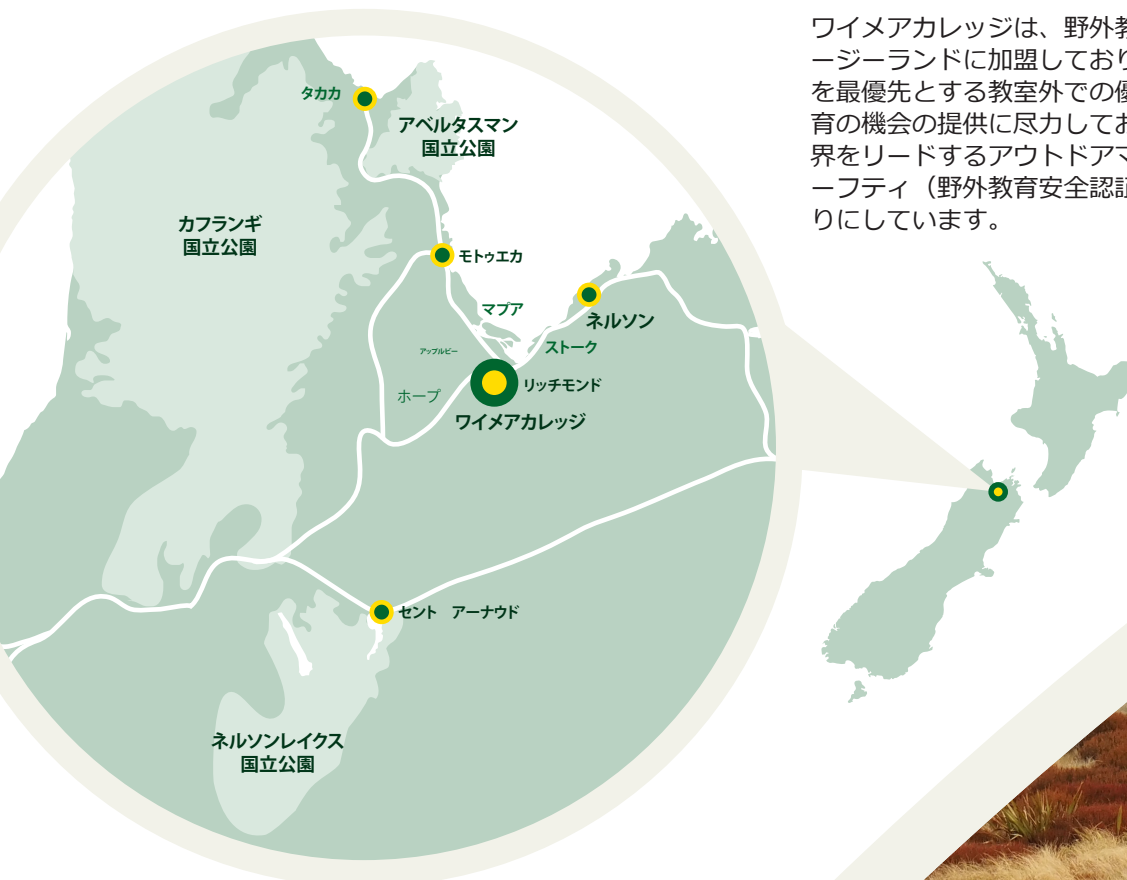 ワイメアカレッジは、野外教
ージーランドに加盟しており
を最優先とする教室外での優
育の機会の提供に尽力してお
界をリードするアウトドアマ
ーフティ（野外教育安全認証
りにしています。
タカカ
アベルタスマン
国立公園
カフランギ
国立公園
モトゥエカ
マプア
ネルソン
ストーク
アップルビー
リッチモンド
ホープ
ワイメアカレッジ
セント　アーナウド
ネルソンレイクス
国立公園